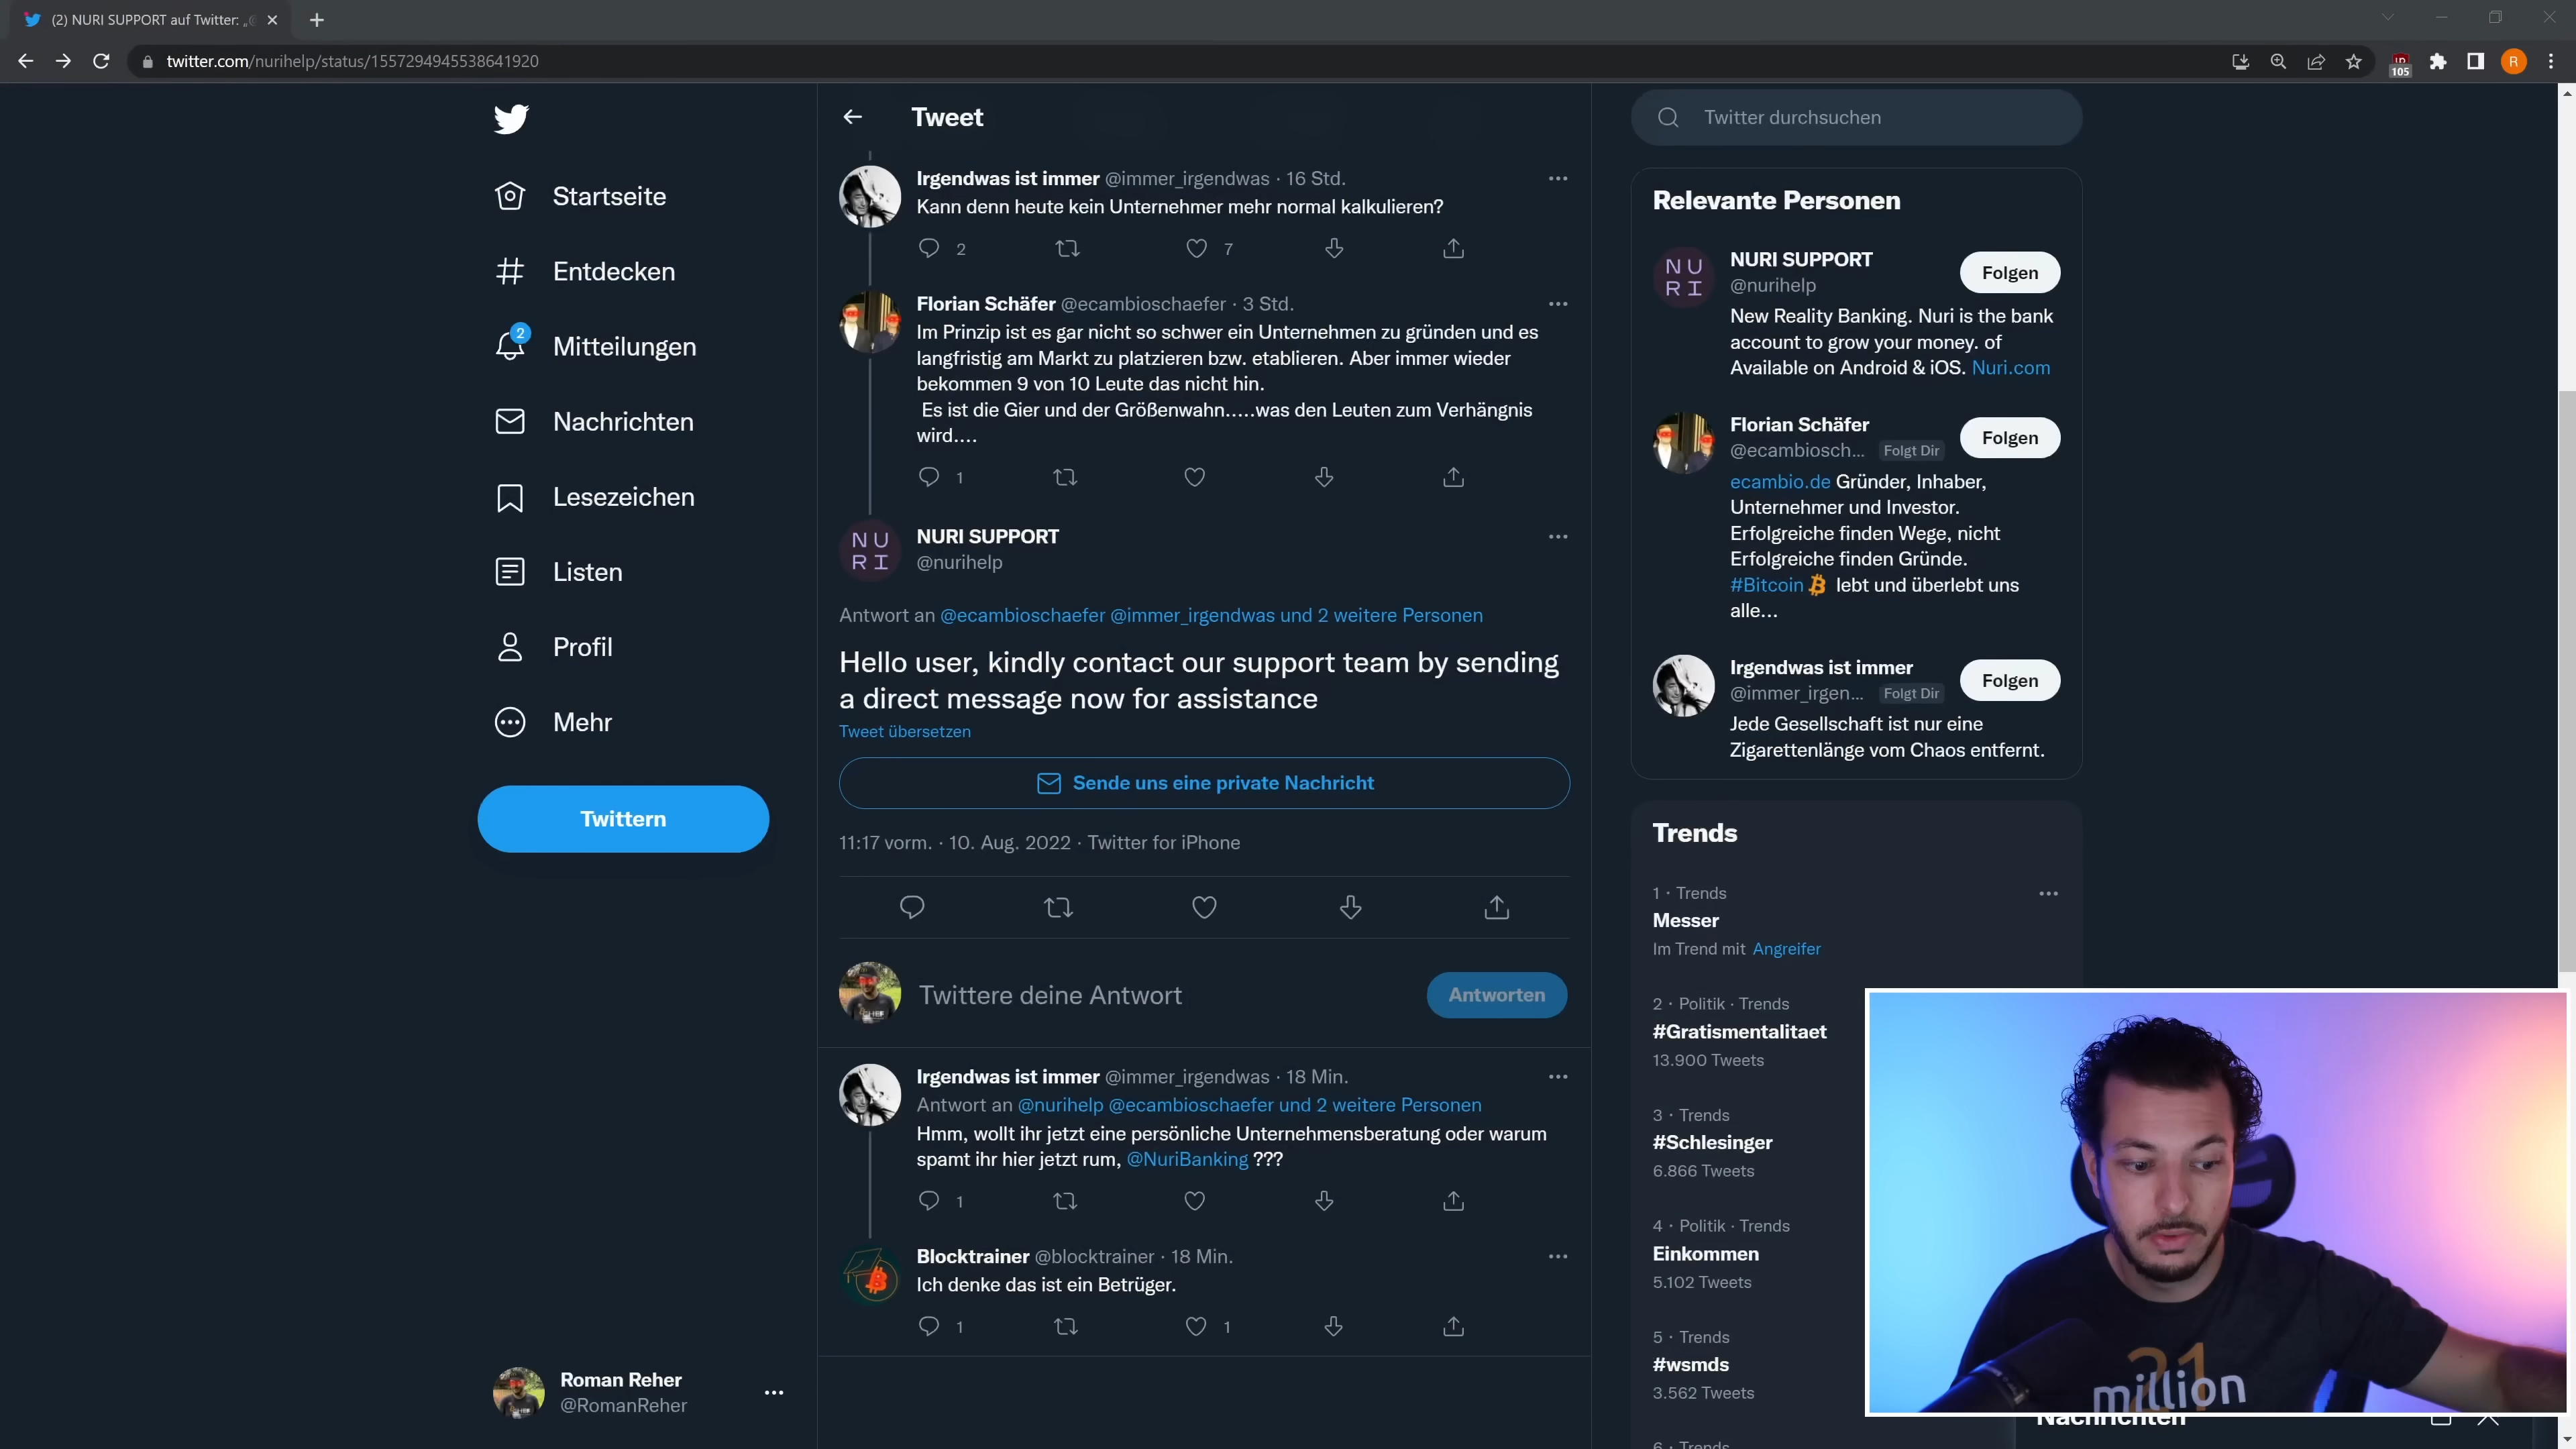 (2) NURI SUPPORT auf Twitter: „
twitter.com/nurihelp/status/1557294945538641920
105
R
Startseite
Entdecken
2
Mitteilungen
Nachrichten
Lesezeichen
Listen
Profil
Mehr
Twittern
Roman Reher
@RomanReher
Tweet
Irgendwas ist immer @immer_irgendwas · 16 Std.
Kann denn heute kein Unternehmer mehr normal kalkulieren?
2 7
Florian Schäfer @ecambioschaefer · 3 Std.
Im Prinzip ist es gar nicht so schwer ein Unternehmen zu gründen und es
langfristig am Markt zu platzieren bzw. etablieren. Aber immer wieder
bekommen 9 von 10 Leute das nicht hin.
Es ist die Gier und der Größenwahn.....was den Leuten zum Verhängnis
wird....
1
NU
RI
NURI SUPPORT
@nurihelp
Antwort an @ecambioschaefer @immer_irgendwas und 2 weitere Personen
Hello user, kindly contact our support team by sending
a direct message now for assistance
Tweet übersetzen
Sende uns eine private Nachricht
11:17 vorm. · 10. Aug. 2022 · Twitter for iPhone
Twittere deine Antwort
Antworten
Irgendwas ist immer @immer_irgendwas · 18 Min.
Antwort an @nurihelp @ecambioschaefer und 2 weitere Personen
Hmm, wollt ihr jetzt eine persönliche Unternehmensberatung oder warum
spamt ihr hier jetzt rum, @NuriBanking ???
1
Blocktrainer @blocktrainer · 18 Min.
Ich denke das ist ein Betrüger.
1 1
Twitter durchsuchen
Relevante Personen
NU
RI
NURI SUPPORT
@nurihelp
Folgen
New Reality Banking. Nuri is the bank
account to grow your money. of
Available on Android & iOS. Nuri.com
Florian Schäfer
@ecambiosch... Folgt Dir
Folgen
ecambio.de Gründer, Inhaber,
Unternehmer und Investor.
Erfolgreiche finden Wege, nicht
Erfolgreiche finden Gründe.
#Bitcoin lebt und überlebt uns
alle...
Irgendwas ist immer
@immer_irgen... Folgt Dir
Folgen
Jede Gesellschaft ist nur eine
Zigarettenlänge vom Chaos entfernt.
Trends
1 · Trends
Messer
Im Trend mit Angreifer
2 · Politik · Trends
#Gratismentalitaet
13.900 Tweets
3 · Trends
#Schlesinger
6.866 Tweets
4 · Politik · Trends
Einkommen
5.102 Tweets
5 · Trends
#wsmds
3.562 Tweets
6 · Trends
21
million
Nachrichten